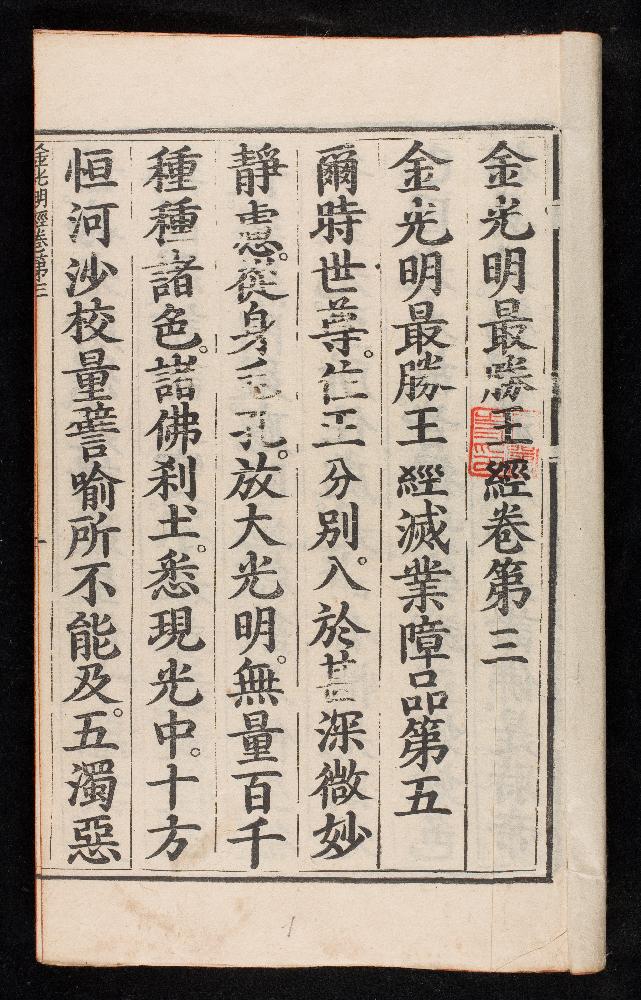 金光明最勝王經卷第三
金光明最勝王經滅業障品第五
爾時世尊。住正分別。入於甚深微妙
靜慮。從身毛孔。放大光明。無量百千
種種諸色。諸佛刹土。悉現光中。十方
恒河沙校量譬喻所不能及。五濁惡
金光明經卷第三
一
1